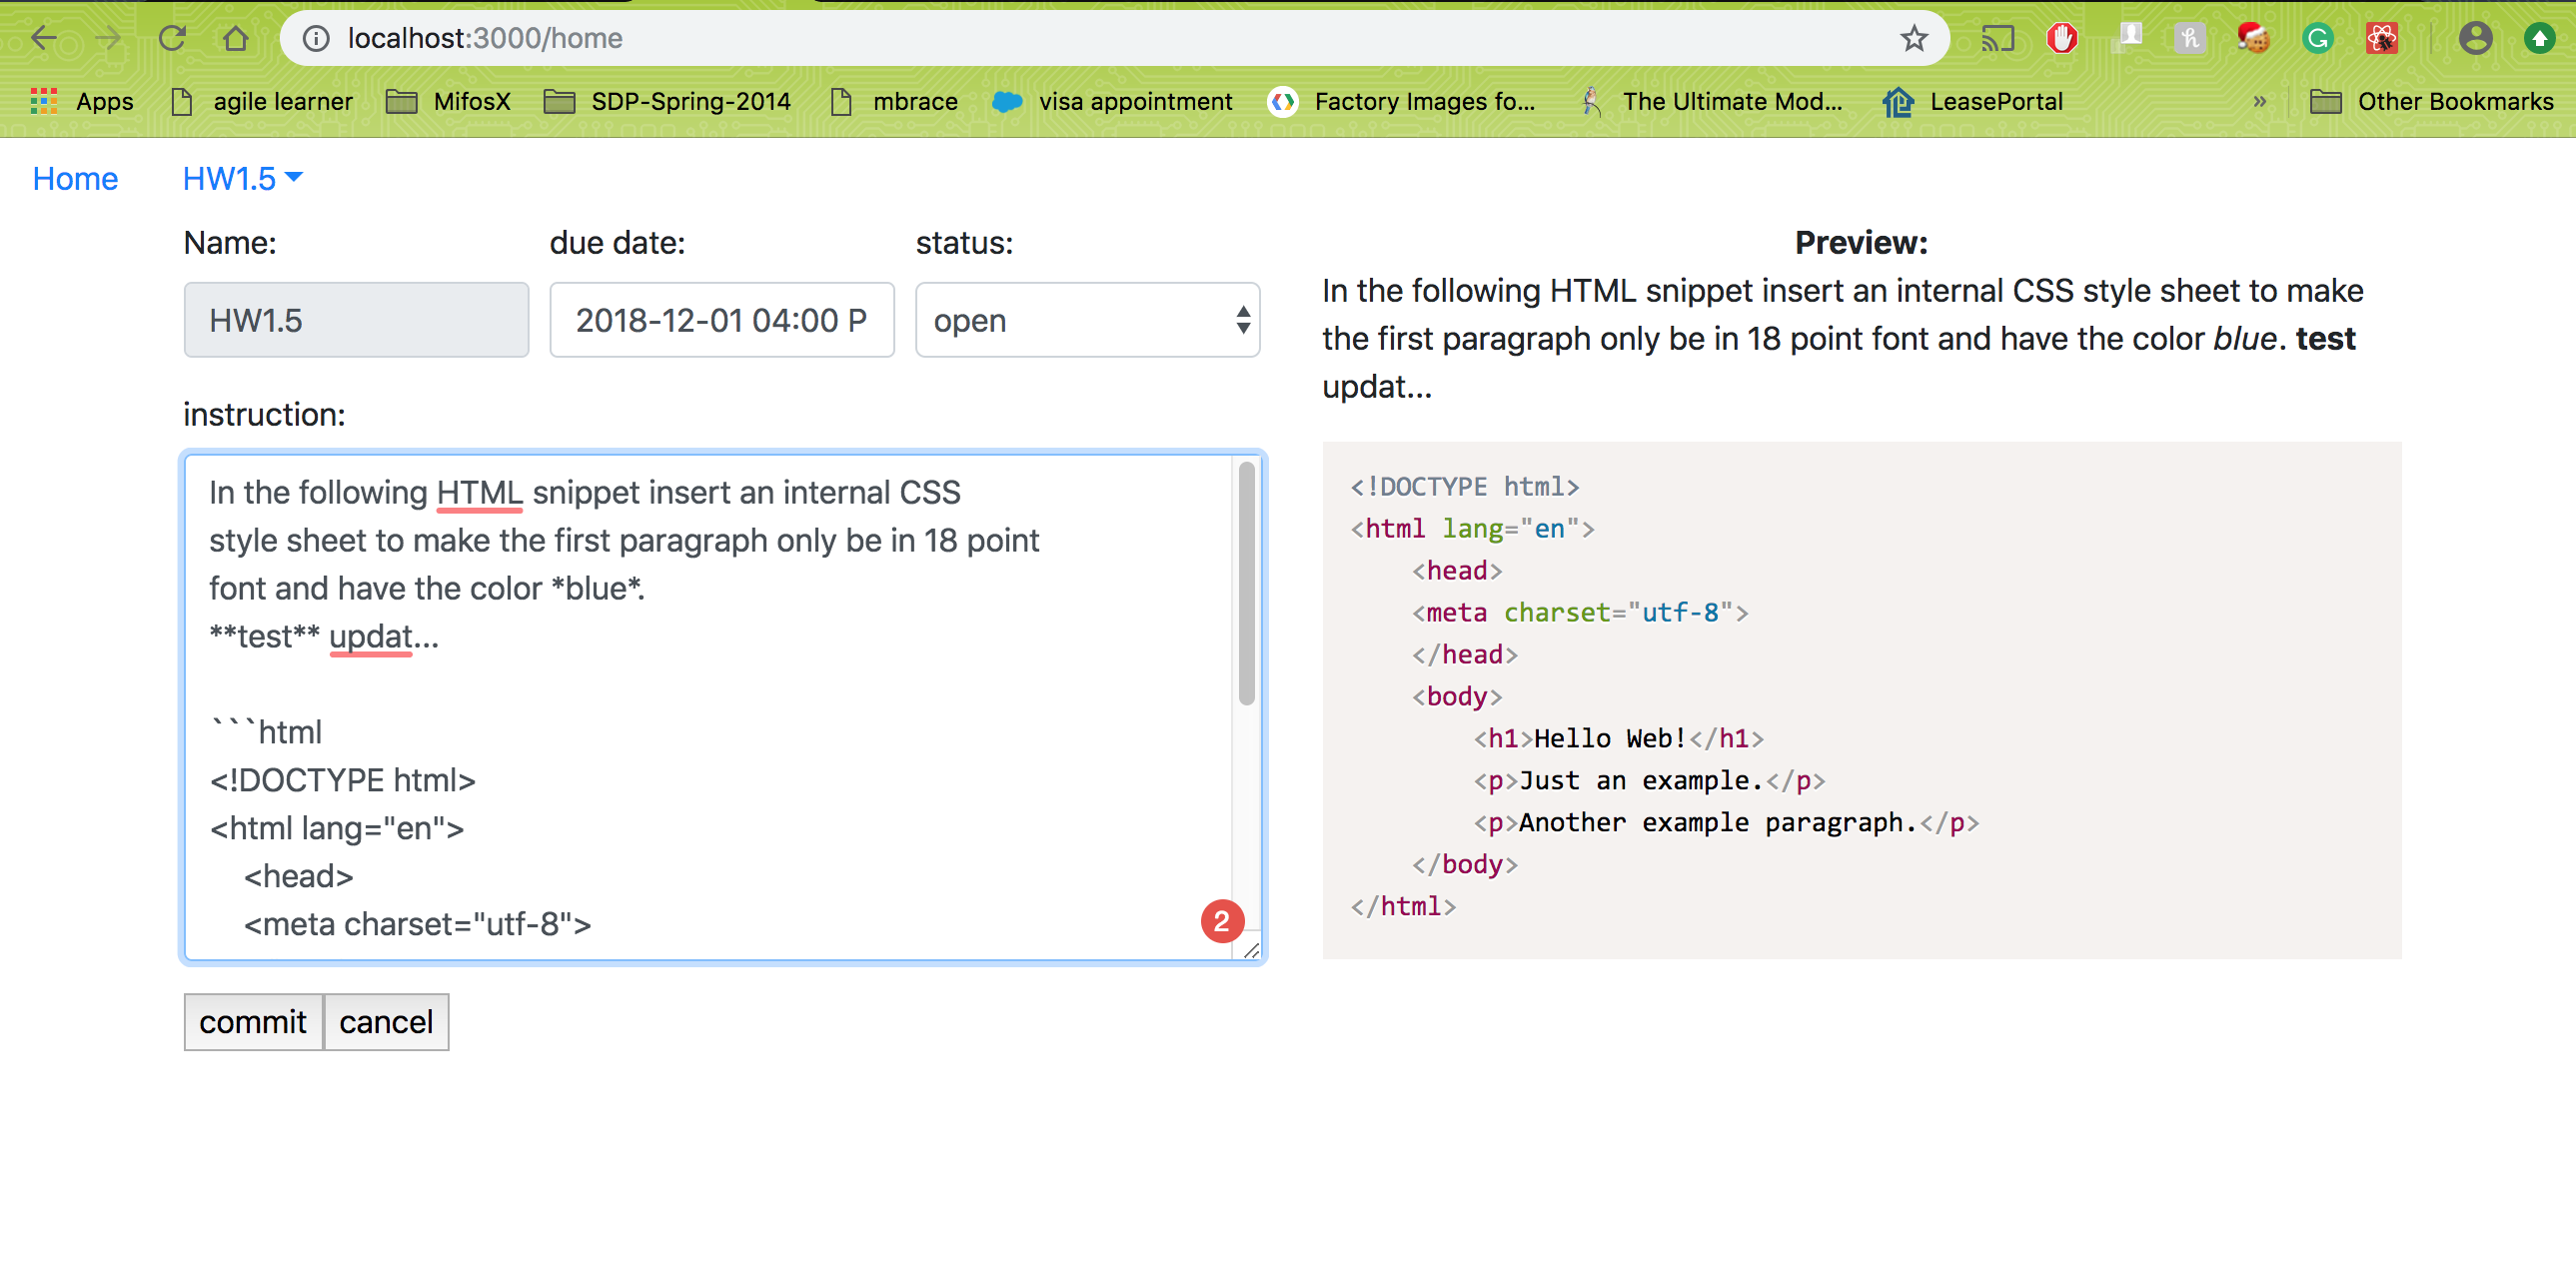 localhost:3000/home
Apps agile learner MifosX SDP-Spring-2014 mbrace visa appointment Factory Images fo... The Ultimate Mod... LeasePortal » Other Bookmarks
Home HW1.5
Name: due date: status:
HW1.5 2018-12-01 04:00 P open
instruction:
In the following HTML snippet insert an internal CSS
style sheet to make the first paragraph only be in 18 point
font and have the color *blue*.
**test** updat...
```html
<!DOCTYPE html>
<html lang="en">
    <head>
    <meta charset="utf-8">
2
commit cancel
Preview:
In the following HTML snippet insert an internal CSS style sheet to make
the first paragraph only be in 18 point font and have the color blue. test
updat...
<!DOCTYPE html>
<html lang="en">
    <head>
    <meta charset="utf-8">
    </head>
    <body>
        <h1>Hello Web!</h1>
        <p>Just an example.</p>
        <p>Another example paragraph.</p>
    </body>
</html>